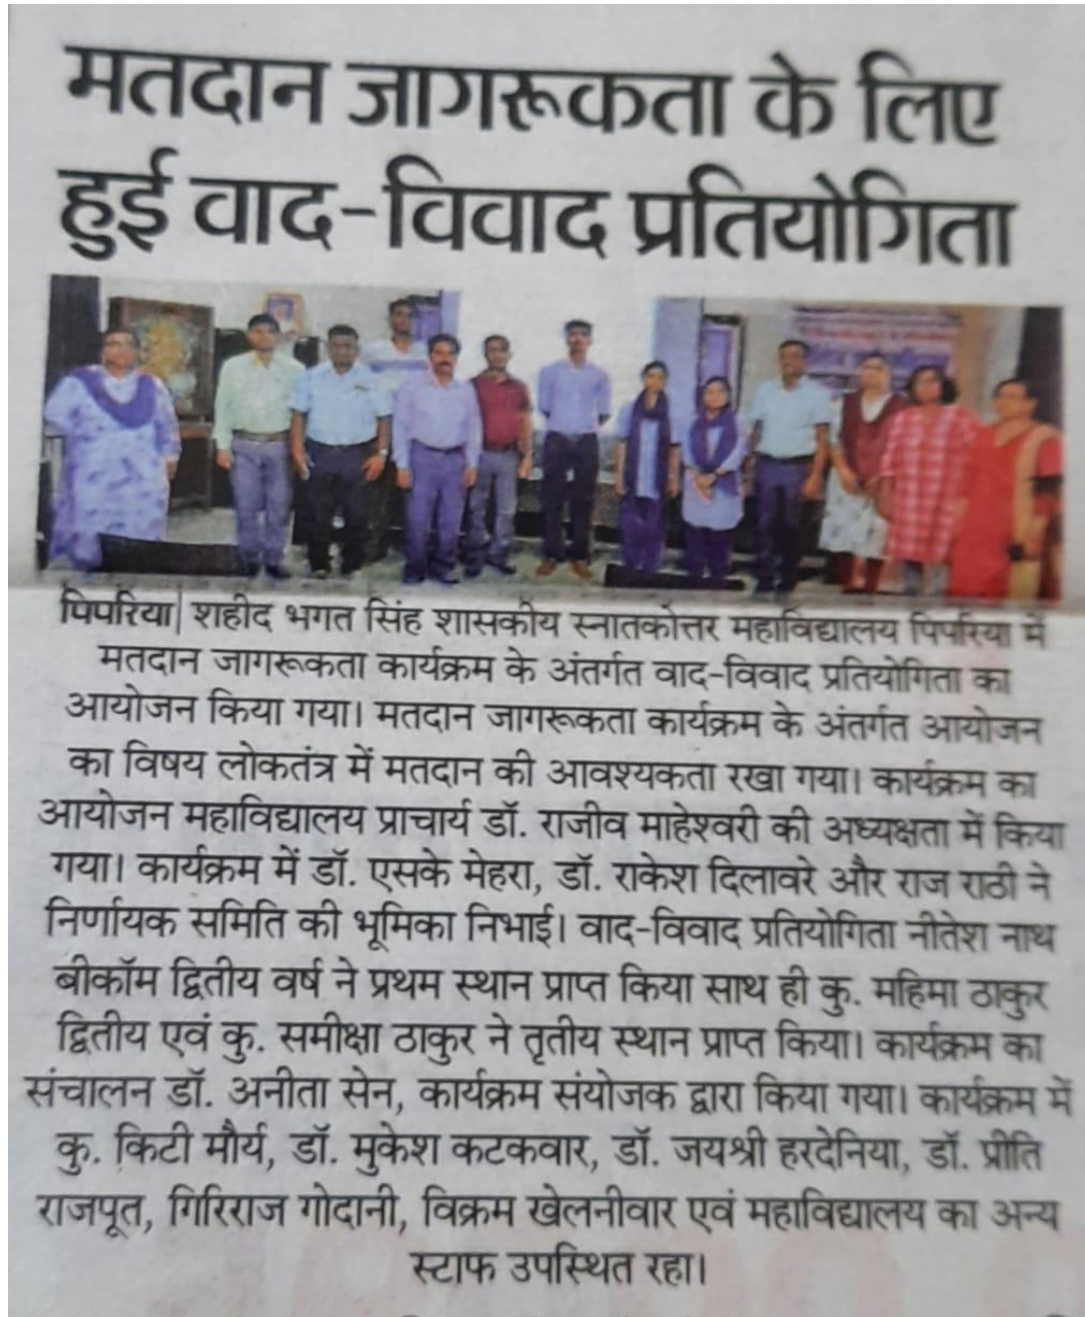 मतदान जागरूकता के लिए
हुई वाद-विवाद प्रतियोगिता
पिपरिया| शहीद भगत सिंह शासकीय स्नातकोत्तर महाविद्यालय पिपरिया में
मतदान जागरूकता कार्यक्रम के अंतर्गत वाद-विवाद प्रतियोगिता का
आयोजन किया गया। मतदान जागरूकता कार्यक्रम के अंतर्गत आयोजन
का विषय लोकतंत्र में मतदान की आवश्यकता रखा गया। कार्यक्रम का
आयोजन महाविद्यालय प्राचार्य डॉ. राजीव माहेश्वरी की अध्यक्षता में किया
गया। कार्यक्रम में डॉ. एसके मेहरा, डॉ. राकेश दिलावरे और राज राठी ने
निर्णायक समिति की भूमिका निभाई। वाद-विवाद प्रतियोगिता नीतेश नाथ
बीकॉम द्वितीय वर्ष ने प्रथम स्थान प्राप्त किया साथ ही कु. महिमा ठाकुर
द्वितीय एवं कु. समीक्षा ठाकुर ने तृतीय स्थान प्राप्त किया। कार्यक्रम का
संचालन डॉ. अनीता सेन, कार्यक्रम संयोजक द्वारा किया गया। कार्यक्रम में
कु. किटी मौर्य, डॉ. मुकेश कटकवार, डॉ. जयश्री हरदेनिया, डॉ. प्रीति
राजपूत, गिरिराज गोदानी, विक्रम खेलनीवार एवं महाविद्यालय का अन्य
स्टाफ उपस्थित रहा।